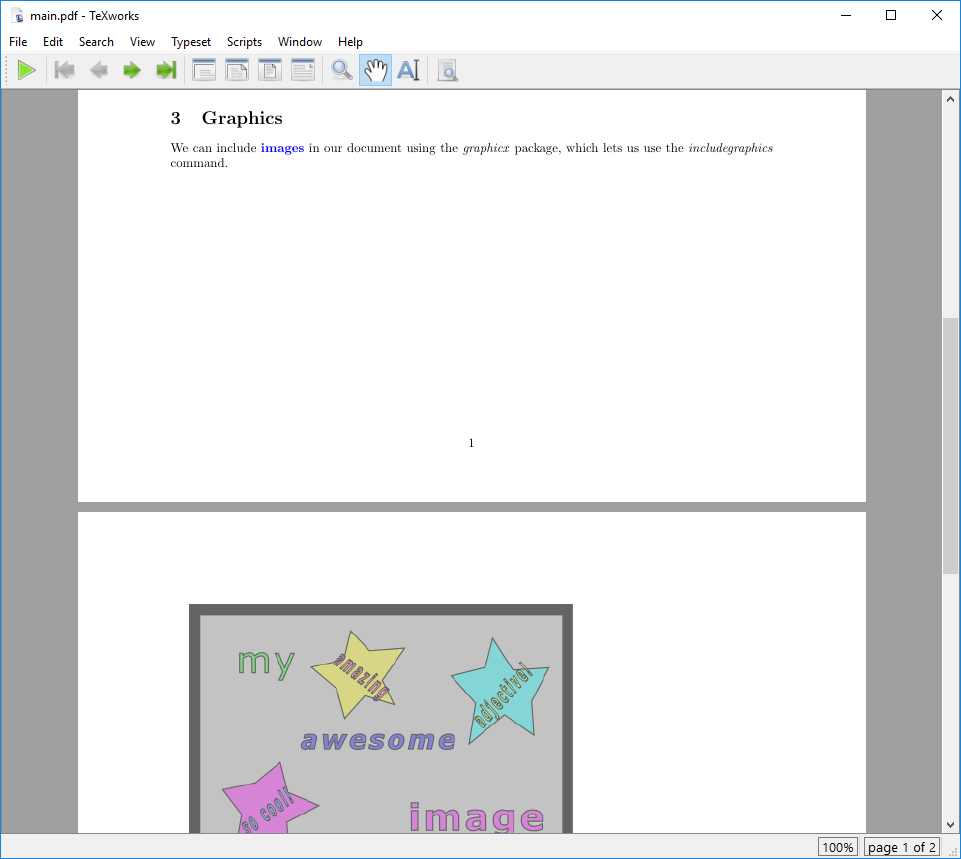 main.pdf - TeXworks
File Edit Search View Typeset Scripts Window Help
3 Graphics
We can include images in our document using the graphicx package, which lets us use the includegraphics
command.
1
my
amazing
adjective!
awesome
so cool!
image
100%
page 1 of 2